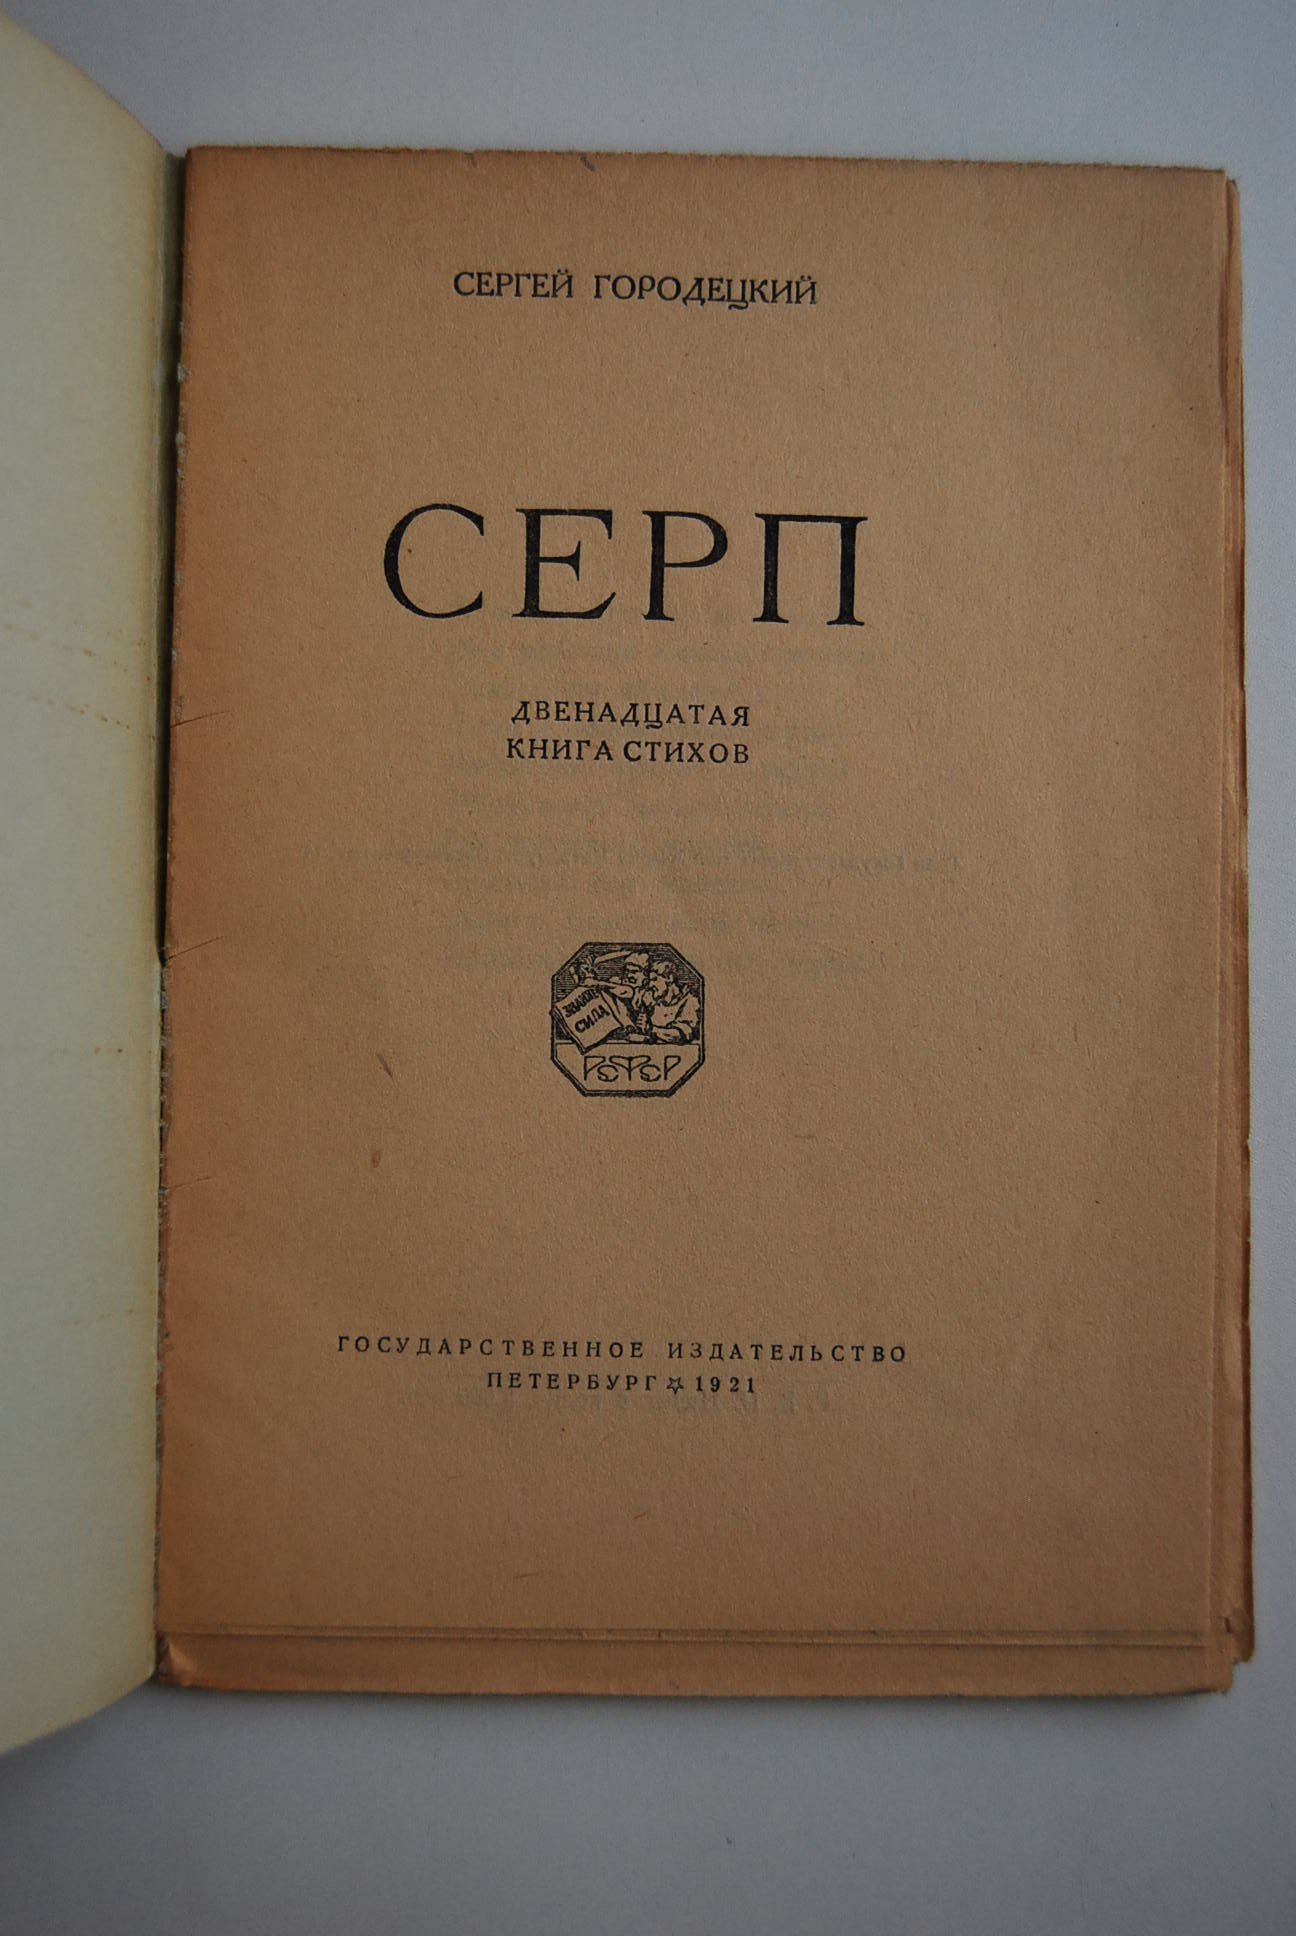 СЕРГЕЙ ГОРОДЕЦКИЙ
СЕРП
ДВЕНАДЦАТАЯ
КНИГА СТИХОВ
ЗНАНИЕ
СИЛА
РСФСР
ГОСУДАРСТВЕННОЕ ИЗДАТЕЛЬСТВО
ПЕТЕРБУРГ ☆ 1921